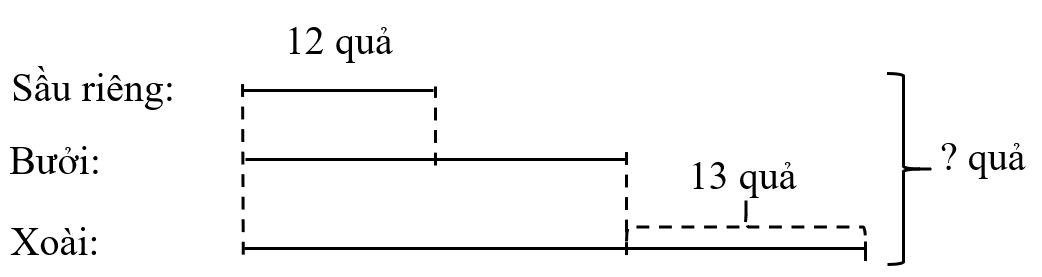 12 quả
Sầu riêng:
Bưởi:
? quả
13 quả
Xoài: